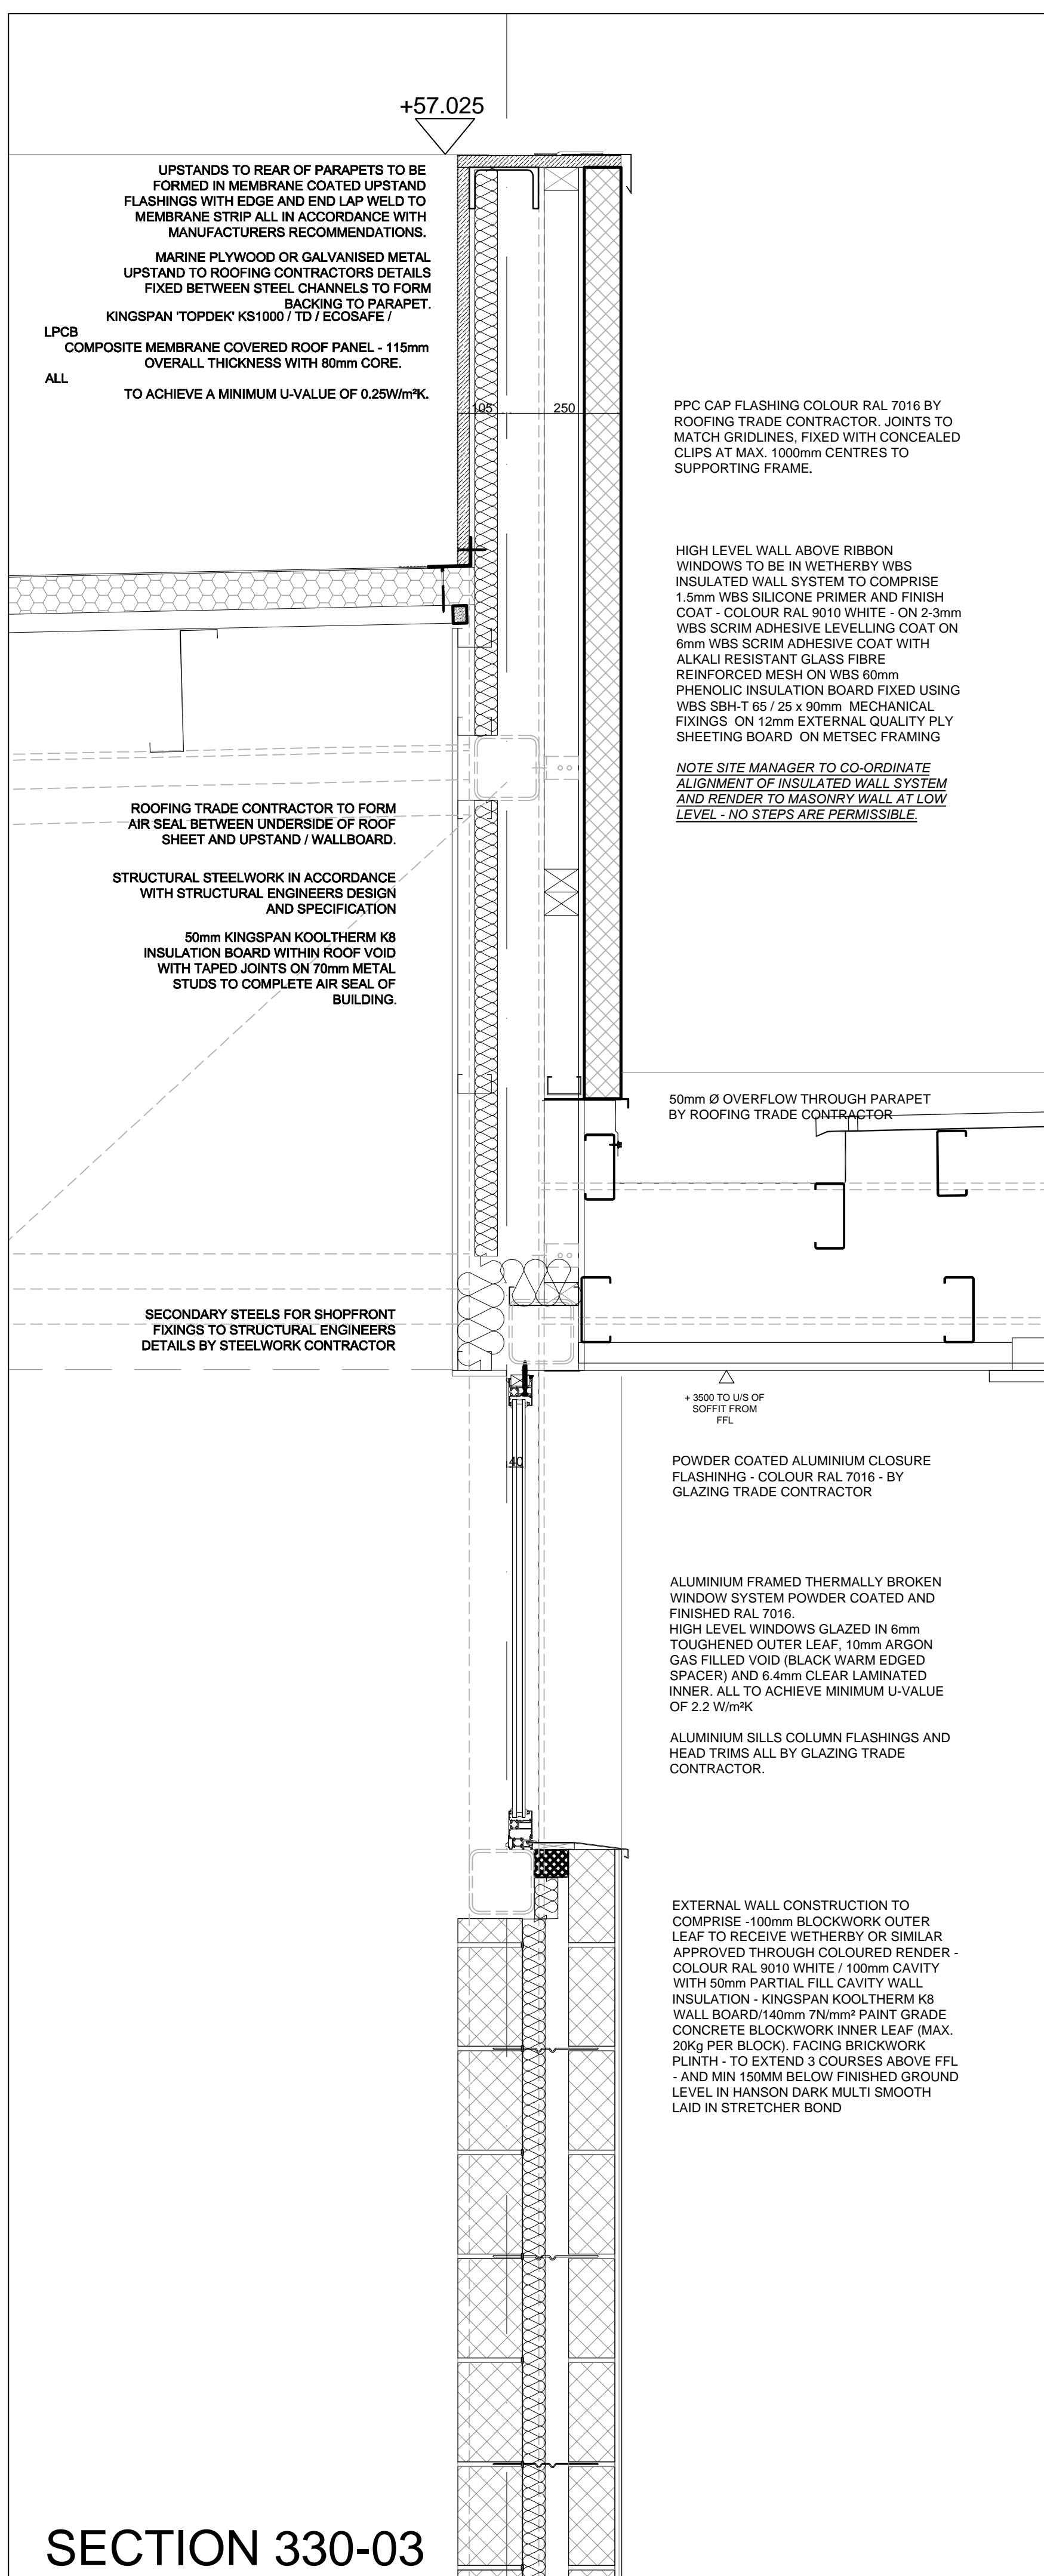 +57.025
UPSTANDS TO REAR OF PARAPETS TO BE
FORMED IN MEMBRANE COATED UPSTAND
FLASHINGS WITH EDGE AND END LAP WELD TO
MEMBRANE STRIP ALL IN ACCORDANCE WITH
MANUFACTURERS RECOMMENDATIONS.
MARINE PLYWOOD OR GALVANISED METAL
UPSTAND TO ROOFING CONTRACTORS DETAILS
FIXED BETWEEN STEEL CHANNELS TO FORM
BACKING TO PARAPET.
KINGSPAN 'TOPDEK' KS1000 / TD / ECOSAFE /
LPCB
COMPOSITE MEMBRANE COVERED ROOF PANEL - 115mm
OVERALL THICKNESS WITH 80mm CORE.
ALL
TO ACHIEVE A MINIMUM U-VALUE OF 0.25W/m²K.
105
250
PPC CAP FLASHING COLOUR RAL 7016 BY
ROOFING TRADE CONTRACTOR. JOINTS TO
MATCH GRIDLINES, FIXED WITH CONCEALED
CLIPS AT MAX. 1000mm CENTRES TO
SUPPORTING FRAME.
HIGH LEVEL WALL ABOVE RIBBON
WINDOWS TO BE IN WETHERBY WBS
INSULATED WALL SYSTEM TO COMPRISE
1.5mm WBS SILICONE PRIMER AND FINISH
COAT - COLOUR RAL 9010 WHITE - ON 2-3mm
WBS SCRIM ADHESIVE LEVELLING COAT ON
6mm WBS SCRIM ADHESIVE COAT WITH
ALKALI RESISTANT GLASS FIBRE
REINFORCED MESH ON WBS 60mm
PHENOLIC INSULATION BOARD FIXED USING
WBS SBH-T 65 / 25 x 90mm MECHANICAL
FIXINGS ON 12mm EXTERNAL QUALITY PLY
SHEETING BOARD ON METSEC FRAMING
NOTE SITE MANAGER TO CO-ORDINATE
ALIGNMENT OF INSULATED WALL SYSTEM
AND RENDER TO MASONRY WALL AT LOW
LEVEL - NO STEPS ARE PERMISSIBLE.
ROOFING TRADE CONTRACTOR TO FORM
AIR SEAL BETWEEN UNDERSIDE OF ROOF
SHEET AND UPSTAND / WALLBOARD.
STRUCTURAL STEELWORK IN ACCORDANCE
WITH STRUCTURAL ENGINEERS DESIGN
AND SPECIFICATION
50mm KINGSPAN KOOLTHERM K8
INSULATION BOARD WITHIN ROOF VOID
WITH TAPED JOINTS ON 70mm METAL
STUDS TO COMPLETE AIR SEAL OF
BUILDING.
50mm Ø OVERFLOW THROUGH PARAPET
BY ROOFING TRADE CONTRACTOR
SECONDARY STEELS FOR SHOPFRONT
FIXINGS TO STRUCTURAL ENGINEERS
DETAILS BY STEELWORK CONTRACTOR
+ 3500 TO U/S OF
SOFFIT FROM
FFL
40
POWDER COATED ALUMINIUM CLOSURE
FLASHINHG - COLOUR RAL 7016 - BY
GLAZING TRADE CONTRACTOR
ALUMINIUM FRAMED THERMALLY BROKEN
WINDOW SYSTEM POWDER COATED AND
FINISHED RAL 7016.
HIGH LEVEL WINDOWS GLAZED IN 6mm
TOUGHENED OUTER LEAF, 10mm ARGON
GAS FILLED VOID (BLACK WARM EDGED
SPACER) AND 6.4mm CLEAR LAMINATED
INNER. ALL TO ACHIEVE MINIMUM U-VALUE
OF 2.2 W/m²K
ALUMINIUM SILLS COLUMN FLASHINGS AND
HEAD TRIMS ALL BY GLAZING TRADE
CONTRACTOR.
EXTERNAL WALL CONSTRUCTION TO
COMPRISE -100mm BLOCKWORK OUTER
LEAF TO RECEIVE WETHERBY OR SIMILAR
APPROVED THROUGH COLOURED RENDER -
COLOUR RAL 9010 WHITE / 100mm CAVITY
WITH 50mm PARTIAL FILL CAVITY WALL
INSULATION - KINGSPAN KOOLTHERM K8
WALL BOARD/140mm 7N/mm² PAINT GRADE
CONCRETE BLOCKWORK INNER LEAF (MAX.
20Kg PER BLOCK). FACING BRICKWORK
PLINTH - TO EXTEND 3 COURSES ABOVE FFL
- AND MIN 150MM BELOW FINISHED GROUND
LEVEL IN HANSON DARK MULTI SMOOTH
LAID IN STRETCHER BOND
SECTION 330-03